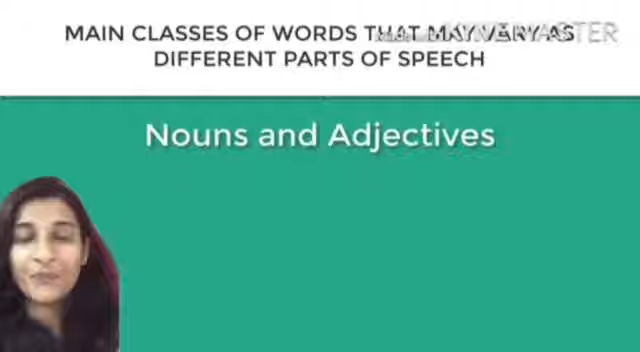 MAIN CLASSES OF WORDS THAT MAY VARY AS
DIFFERENT PARTS OF SPEECH
Nouns and Adjectives